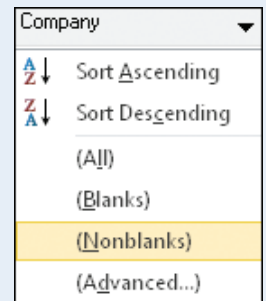 Company
Sort Ascending
Sort Descending
(All)
(Blanks)
(Nonblanks)
(Advanced...)